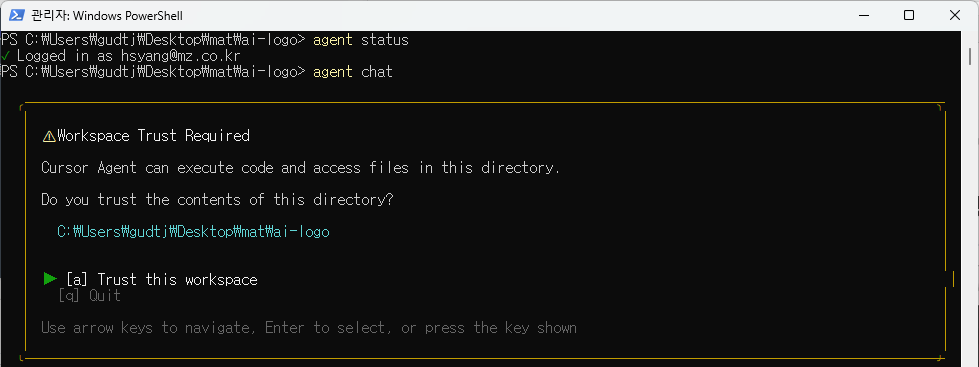 관리자: Windows PowerShell
PS C:₩Users₩gudtj₩Desktop₩mat₩ai-logo> agent status
✓ Logged in as hsyang@mz.co.kr
PS C:₩Users₩gudtj₩Desktop₩mat₩ai-logo> agent chat
⚠Workspace Trust Required
Cursor Agent can execute code and access files in this directory.
Do you trust the contents of this directory?
C:₩Users₩gudtj₩Desktop₩mat₩ai-logo
▶ [a] Trust this workspace
[q] Quit
Use arrow keys to navigate, Enter to select, or press the key shown